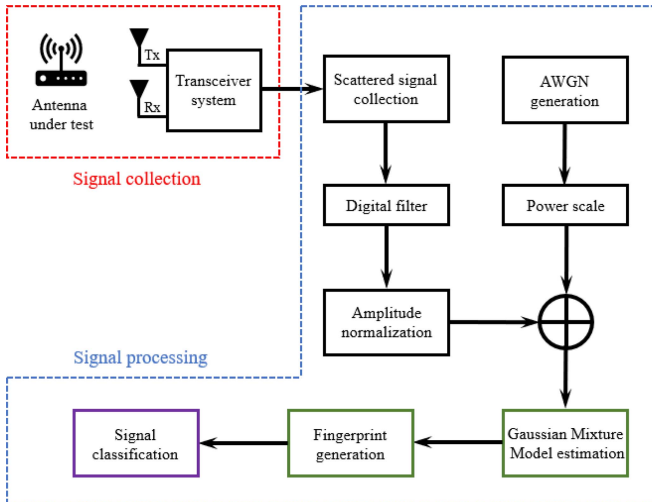 Antenna
under test
Tx
Rx
Transceiver
system
Signal collection
Scattered signal
collection
AWGN
generation
Digital filter
Power scale
Amplitude
normalization
Signal processing
Signal
classification
Fingerprint
generation
Gaussian Mixture
Model estimation